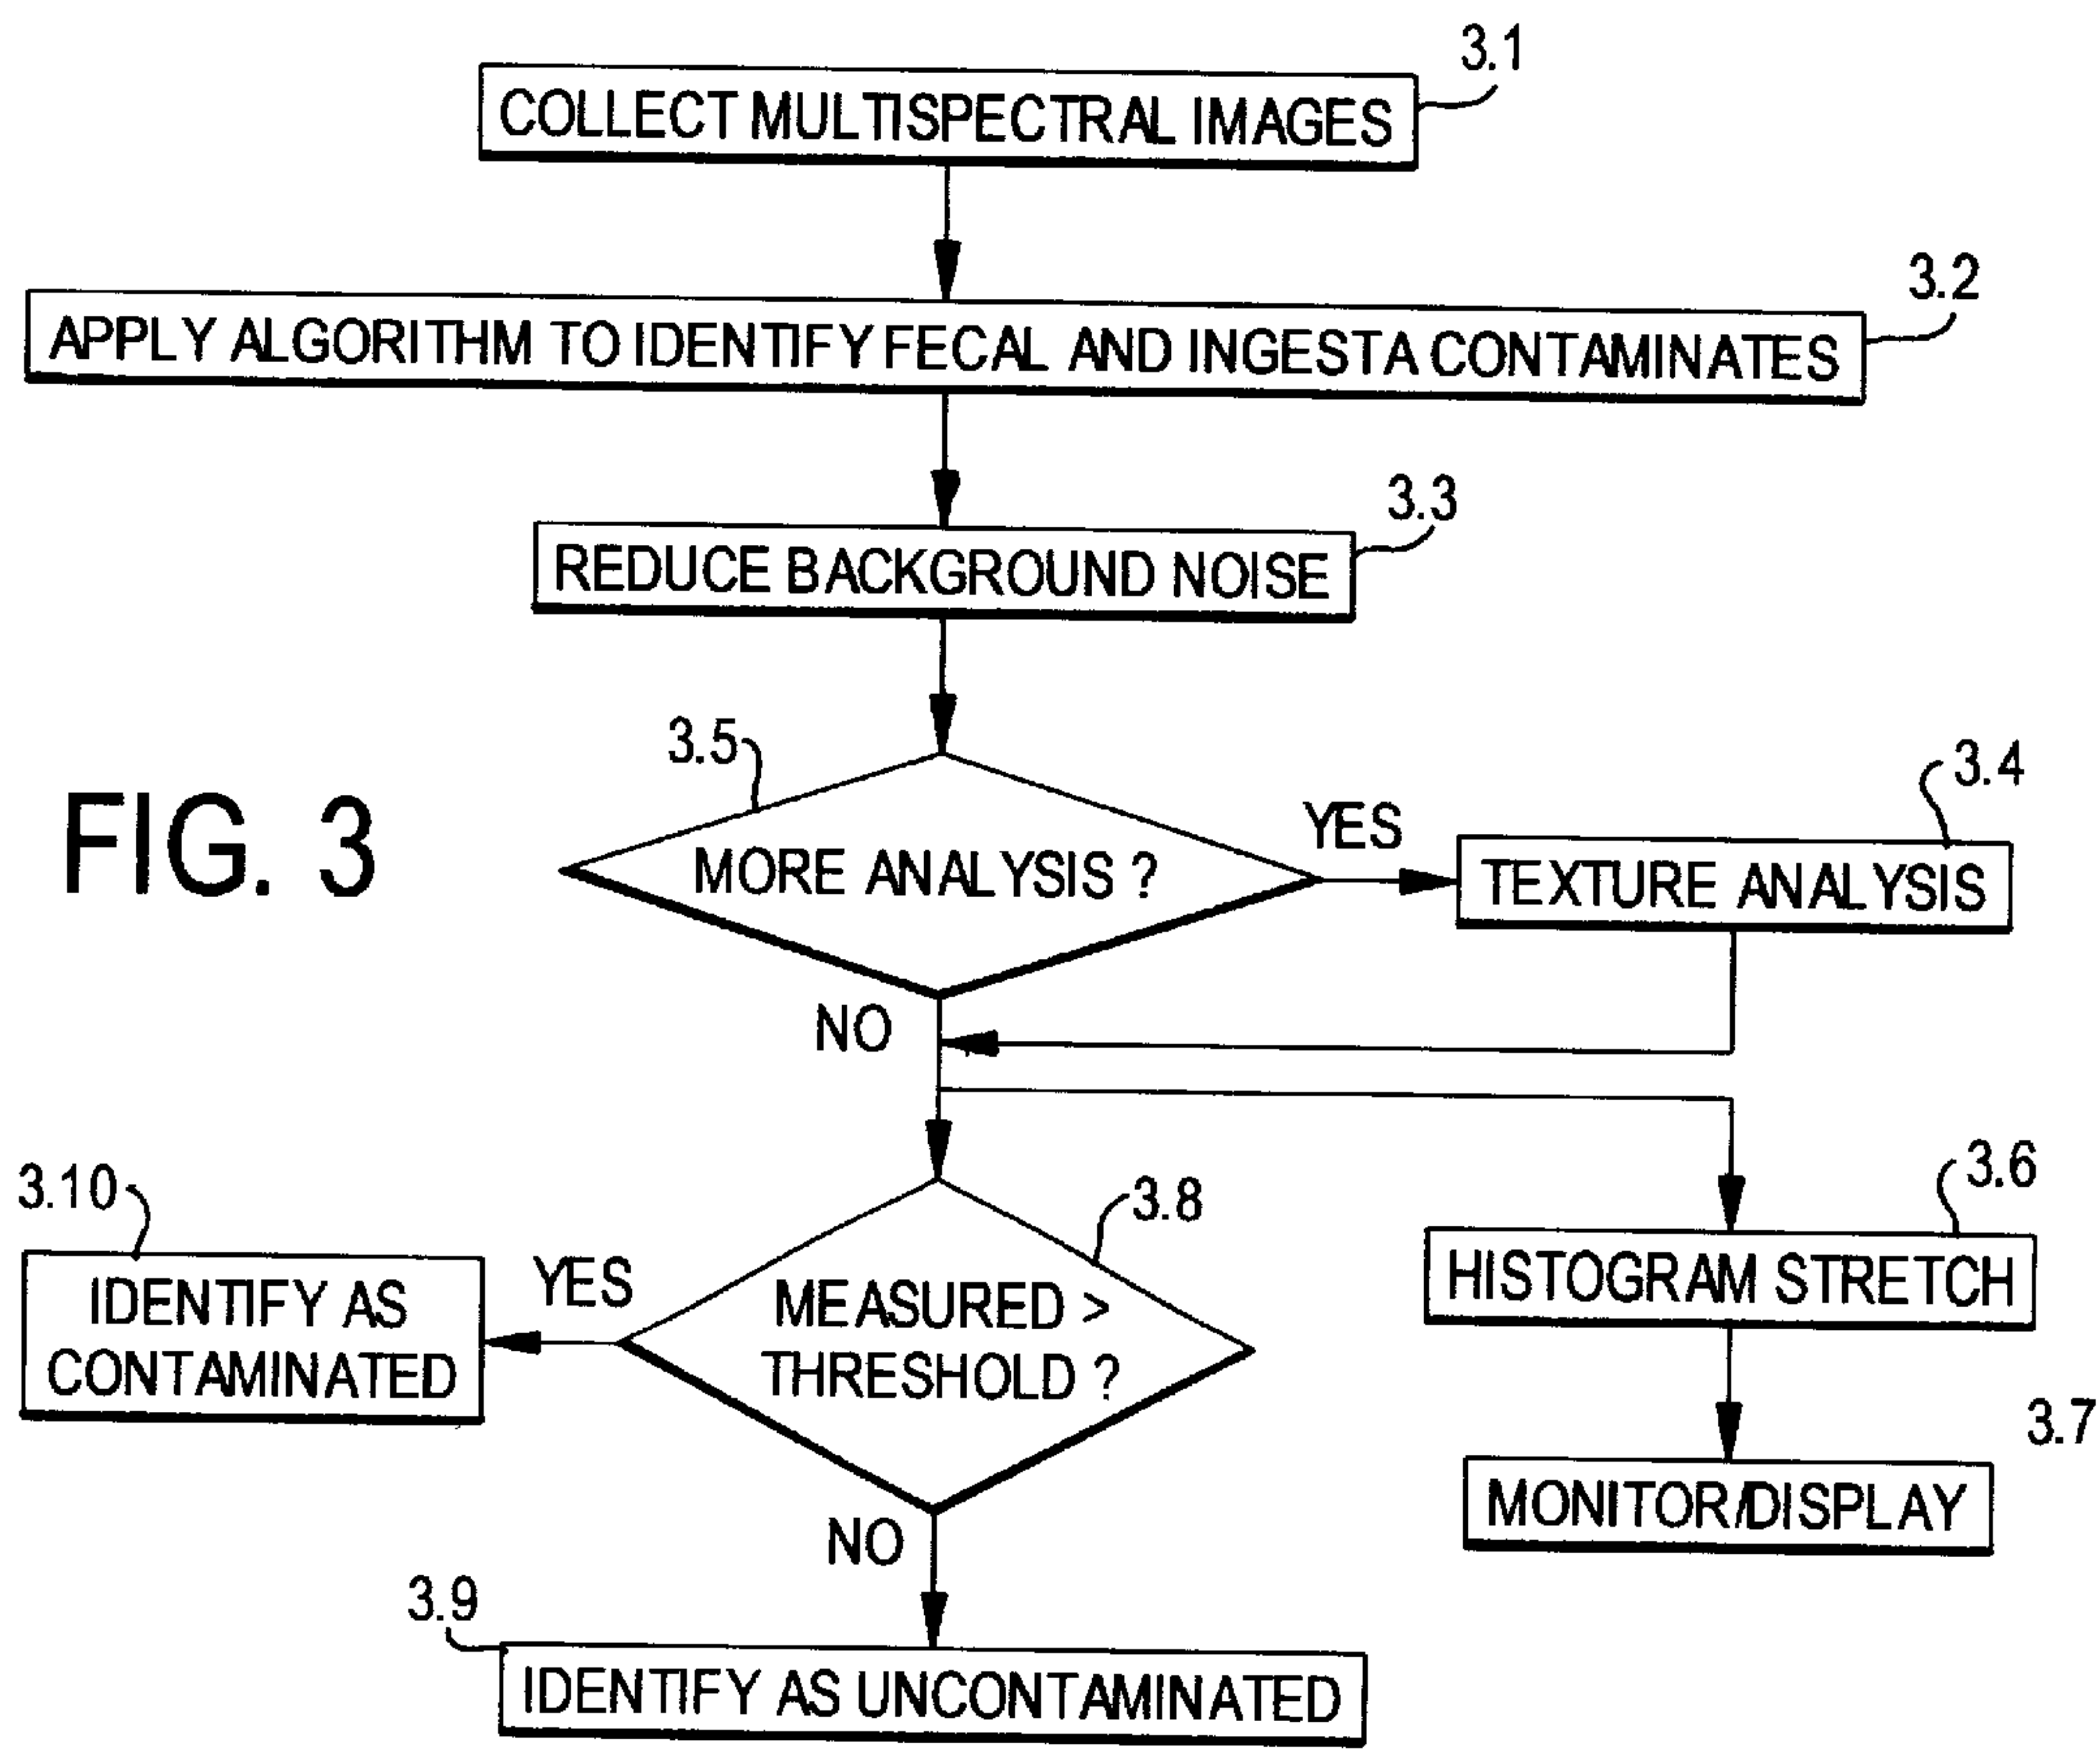 3.1
COLLECT MULTISPECTRAL IMAGES
3.2
APPLY ALGORITHM TO IDENTIFY FECAL AND INGESTA CONTAMINATES
3.3
REDUCE BACKGROUND NOISE
3.5
3.4
FIG. 3
MORE ANALYSIS ?
YES
TEXTURE ANALYSIS
NO
3.10
3.8
3.6
IDENTIFY AS
CONTAMINATED
YES
MEASURED >
THRESHOLD ?
HISTOGRAM STRETCH
3.7
MONITOR/DISPLAY
NO
3.9
IDENTIFY AS UNCONTAMINATED